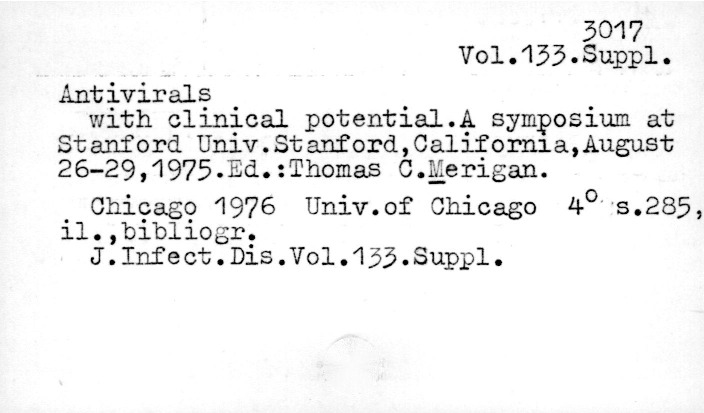 3017
Vol.133.Suppl.
Antivirals
with clinical potential.A symposium at
Stanford Univ.Stanford,California,August
26-29,1975.Ed.:Thomas C.Merigan.
Chicago 1976 Univ.of Chicago 4° s.285,
il.,bibliogr.
J.Infect.Dis.Vol.133.Suppl.